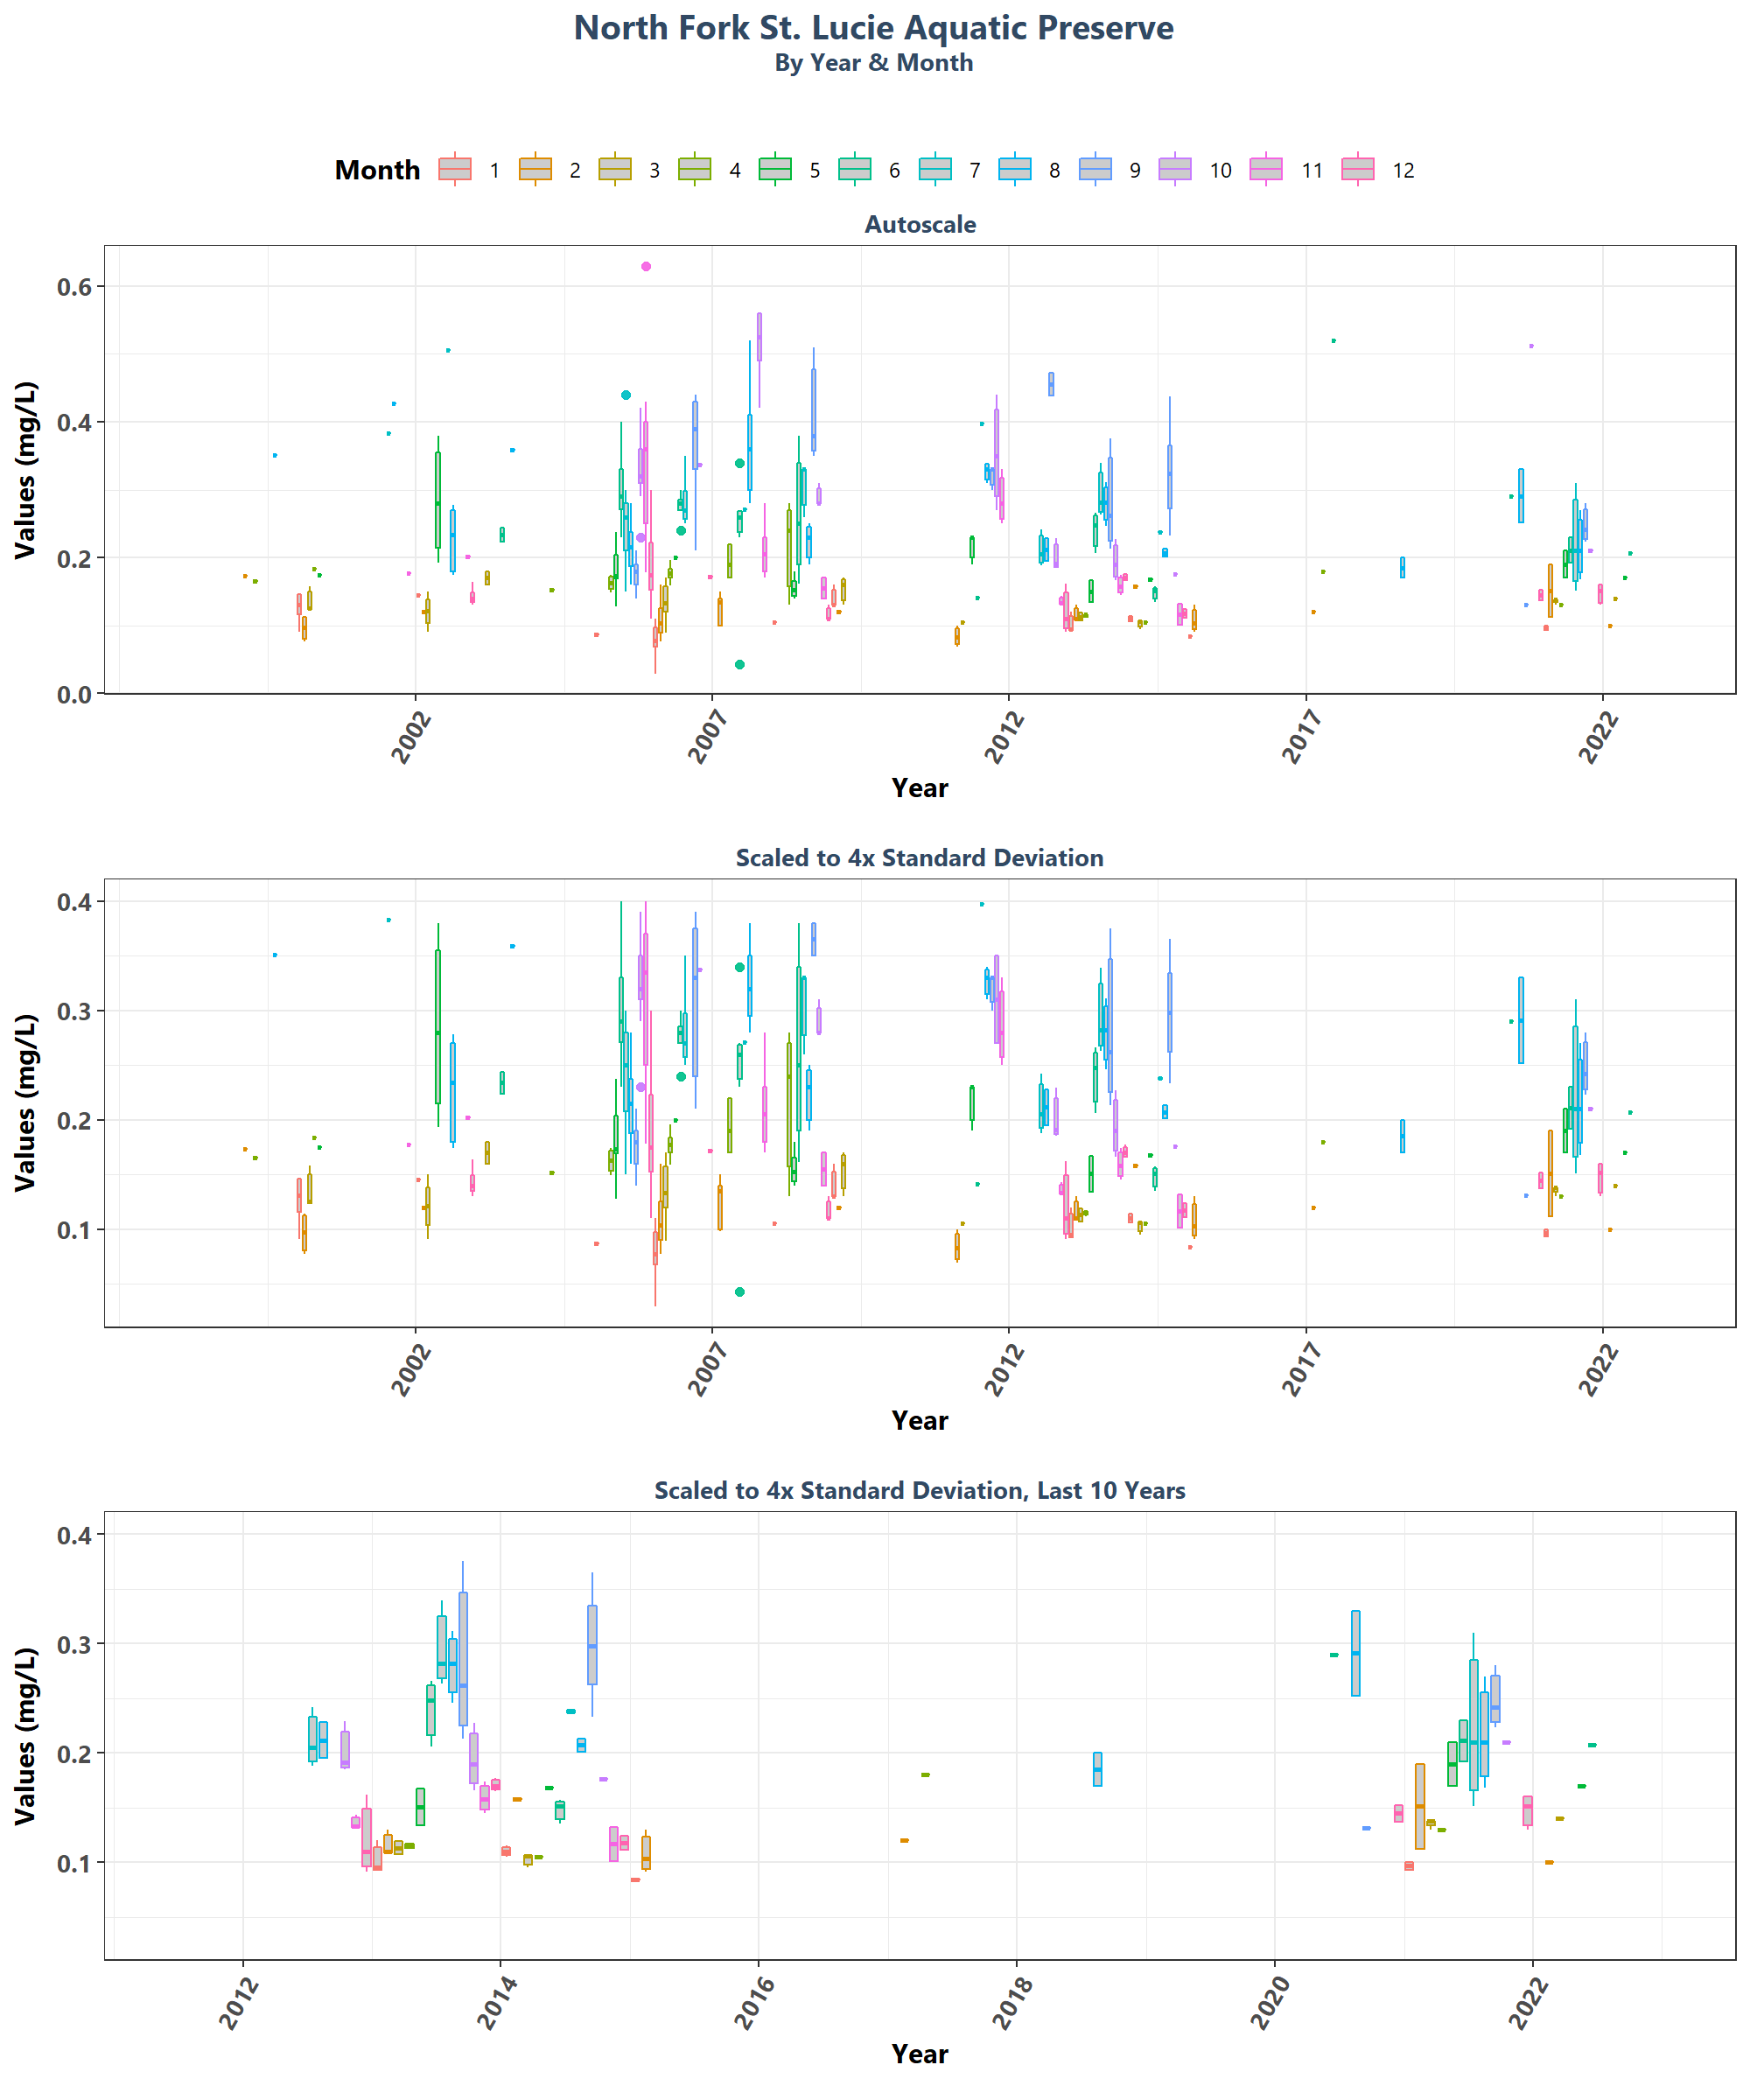 North Fork St. Lucie Aquatic Preserve
By Year & Month
Month 1 2 3 4 5 6 7 8 9 10 11 12
Autoscale
Values (mg/L)
0.6
0.4
0.2
0.0
2002 2007 2012 2017 2022
Year
Scaled to 4x Standard Deviation
Values (mg/L)
0.4
0.3
0.2
0.1
2002 2007 2012 2017 2022
Year
Scaled to 4x Standard Deviation, Last 10 Years
Values (mg/L)
0.4
0.3
0.2
0.1
2012 2014 2016 2018 2020 2022
Year